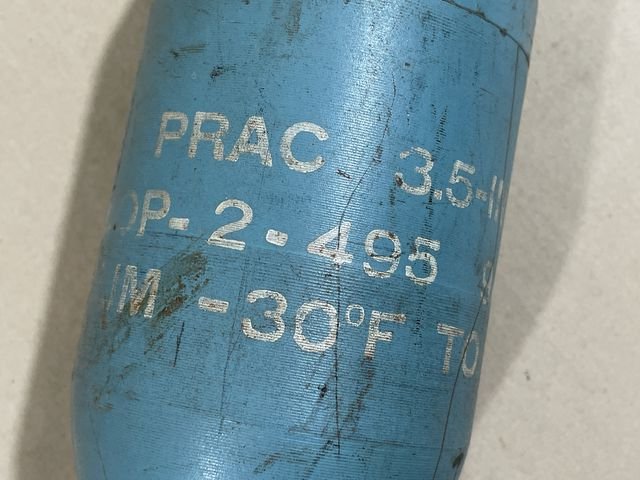 PRAC 3.5-I
OP-2-495
IM -30°F TO